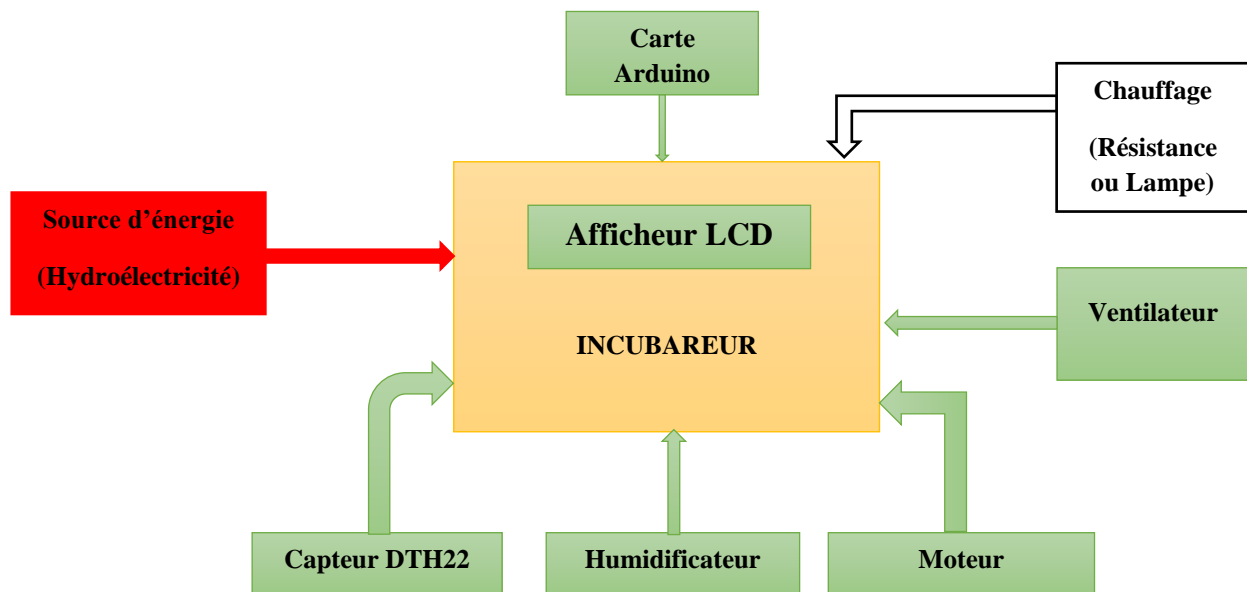 Carte
Arduino
Chauffage
(Résistance
ou Lampe)
Source d’énergie
(Hydroélectricité)
Afficheur LCD
INCUBAREUR
Ventilateur
Capteur DTH22
Humidificateur
Moteur